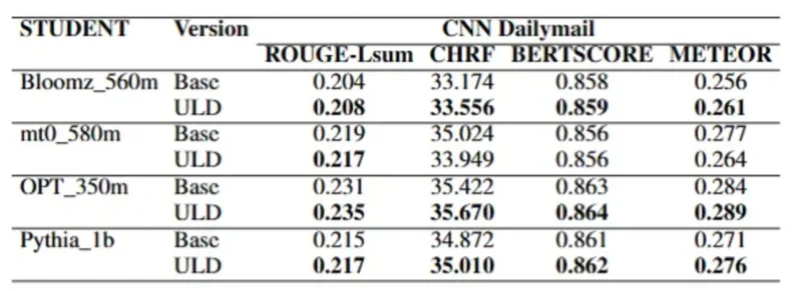 STUDENT Version CNN Dailymail
ROUGE-Lsum CHRF BERTSCORE METEOR
Bloomz_560m Base 0.204 33.174 0.858 0.256
ULD 0.208 33.556 0.859 0.261
mt0_580m Base 0.219 35.024 0.856 0.277
ULD 0.217 33.949 0.856 0.264
OPT_350m Base 0.231 35.422 0.863 0.284
ULD 0.235 35.670 0.864 0.289
Pythia_1b Base 0.215 34.872 0.861 0.271
ULD 0.217 35.010 0.862 0.276